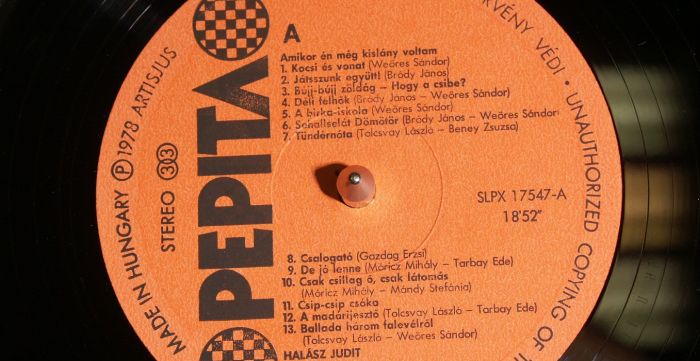 A
Amikor én még kislány voltam
1. Kocsi és vonat (Weöres Sándor)
2. Játsszunk együtt! (Bródy János)
3. Bújj-bújj zöldág – Hogy a csibe?
4. Déli felhők (Bródy János – Weöres Sándor)
5. A birka-iskola (Weöres Sándor)
6. Schallselát Dömötör (Bródy János – Weöres Sándor
7. Tündérnóta (Tolcsvay László – Beney Zsuzsa)
SLPX 17547-A
18'52"
8. Csalogató (Gazdag Erzsi)
9. De jó lenne (Móricz Mihály – Tarbay Ede)
10. Csak csillag ó, csak látomás
(Móricz Mihály – Mándy Stefánia)
11. Csip-csip csóka
12. A madárijesztő (Tolcsvay László – Tarbay Ede)
13. Ballada három falevélről
(Tolcsvay László – Weöres Sándor)
HALÁSZ JUDIT
PEPITA
STEREO 33
MADE IN HUNGARY Ⓟ 1978 ARTISJUS
RVÉNY VÉDI • UNAUTHORIZED COPYING OF